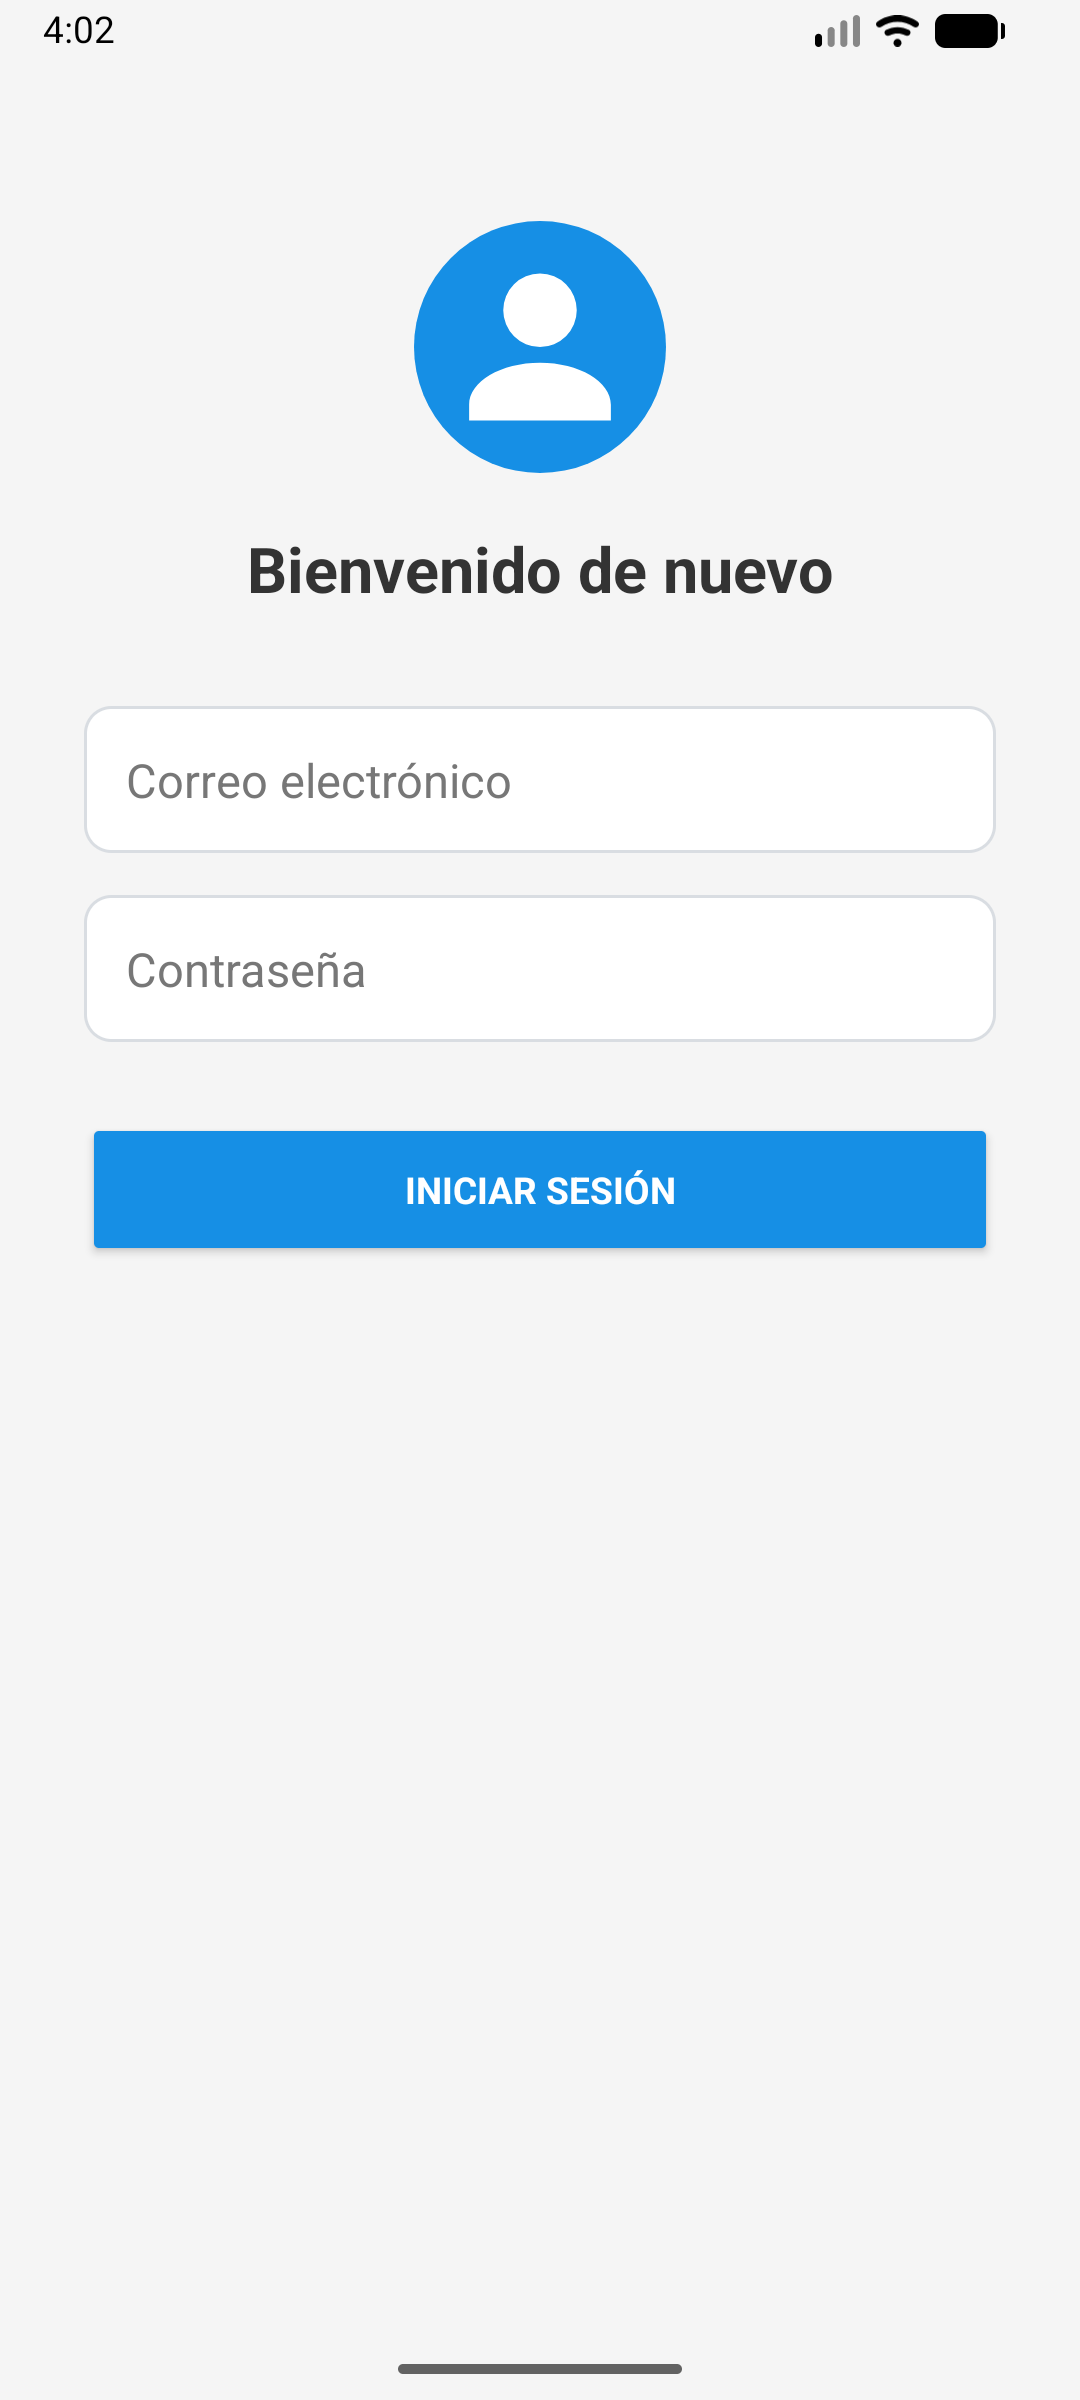 4:02
Bienvenido de nuevo
Correo electrónico
Contraseña
INICIAR SESIÓN